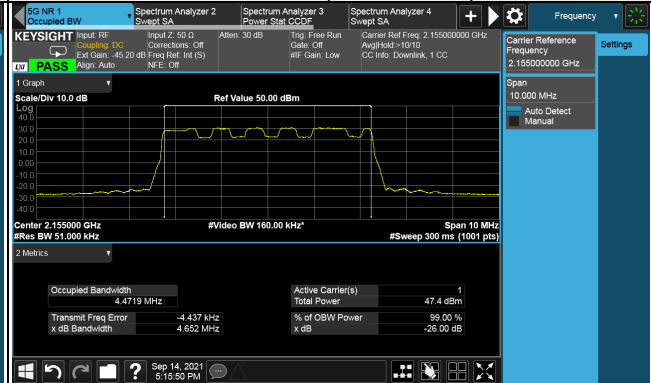 5G NR 1
Occupied BW
Spectrum Analyzer 2
Swept SA
Spectrum Analyzer 3
Power Stat CCDF
Spectrum Analyzer 4
Swept SA
Frequency
KEYSIGHT
Input: RF
Coupling: DC
Ext Gain: -45.20 dB
Align: Auto
Input Z: 50 Ω
Corrections: Off
Freq Ref: Int (S)
NFE: Off
Atten: 30 dB
Trig: Free Run
Gate: Off
#IF Gain: Low
Carrier Ref Freq: 2.155000000 GHz
Avg|Hold:>10/10
CC Info: Downlink, 1 CC
LXI
PASS
Carrier Reference
Frequency
2.155000000 GHz
Settings
Span
10.000 MHz
Auto Detect
Manual
1 Graph
Scale/Div 10.0 dB
Ref Value 50.00 dBm
Log
40.0
30.0
20.0
10.0
0.00
-10.0
-20.0
-30.0
-40.0
Center 2.155000 GHz
#Video BW 160.00 kHz*
Span 10 MHz
#Res BW 51.000 kHz
#Sweep 300 ms (1001 pts)
2 Metrics
Occupied Bandwidth
4.4719 MHz
Active Carrier(s) 1
Total Power 47.4 dBm
Transmit Freq Error -4.437 kHz
% of OBW Power 99.00 %
x dB Bandwidth 4.652 MHz
x dB -26.00 dB
?
Sep 14, 2021
5:15:50 PM